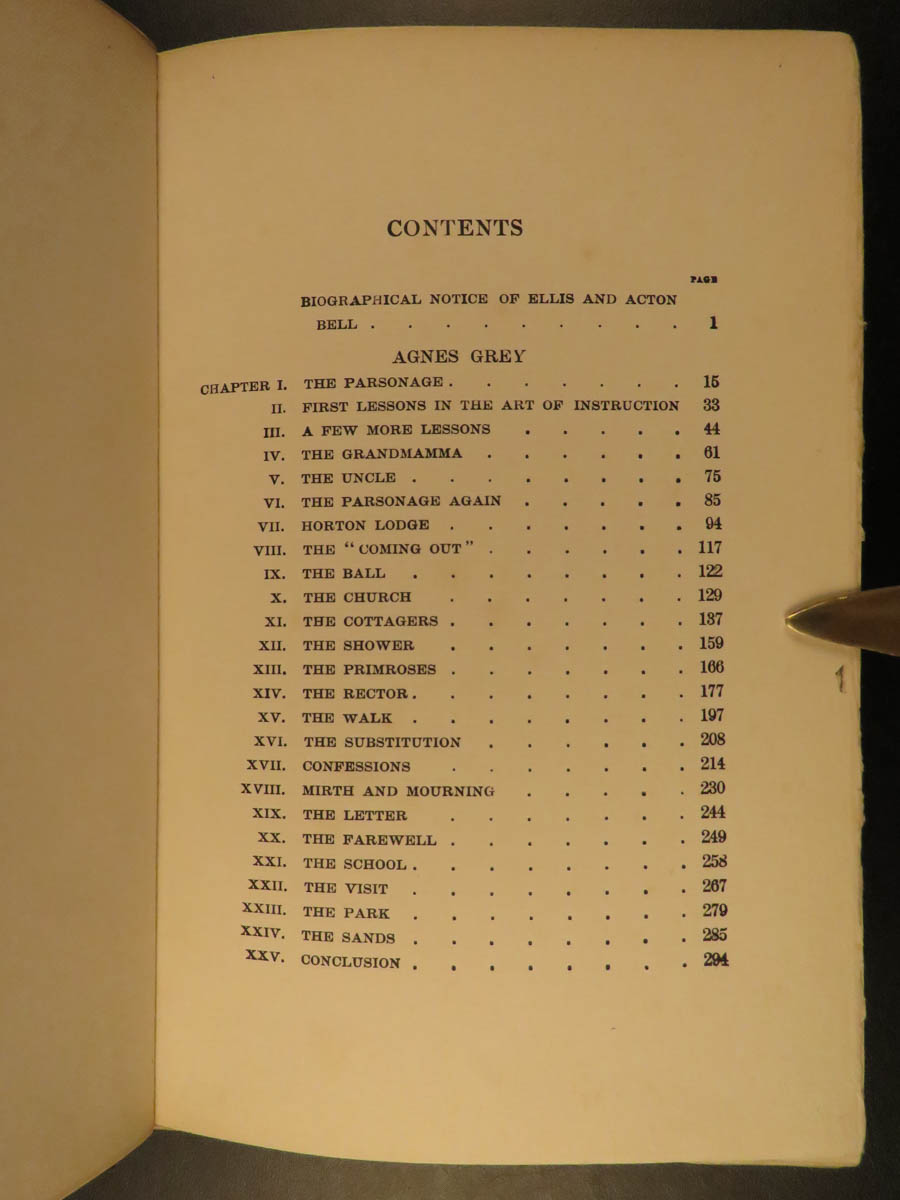 CONTENTS
PAGE
BIOGRAPHICAL NOTICE OF ELLIS AND ACTON
BELL . . . . . . . . . 1
AGNES GREY
CHAPTER I. THE PARSONAGE . . . . . . . 15
II. FIRST LESSONS IN THE ART OF INSTRUCTION 33
III. A FEW MORE LESSONS . . . . . 44
IV. THE GRANDMAMMA . . . . . . 61
V. THE UNCLE . . . . . . . . 75
VI. THE PARSONAGE AGAIN . . . . . 85
VII. HORTON LODGE . . . . . . . 94
VIII. THE "COMING OUT" . . . . . . 117
IX. THE BALL . . . . . . . . 122
X. THE CHURCH . . . . . . . 129
XI. THE COTTAGERS . . . . . . . 137
XII. THE SHOWER . . . . . . . 159
XIII. THE PRIMROSES . . . . . . . 166
XIV. THE RECTOR . . . . . . . . 177
XV. THE WALK . . . . . . . . 197
XVI. THE SUBSTITUTION . . . . . . 208
XVII. CONFESSIONS . . . . . . . 214
XVIII. MIRTH AND MOURNING . . . . . 230
XIX. THE LETTER . . . . . . . 244
XX. THE FAREWELL . . . . . . . 249
XXI. THE SCHOOL . . . . . . . . 258
XXII. THE VISIT . . . . . . . . 267
XXIII. THE PARK . . . . . . . . 279
XXIV. THE SANDS . . . . . . . . 285
XXV. CONCLUSION . . . . . . . . 294